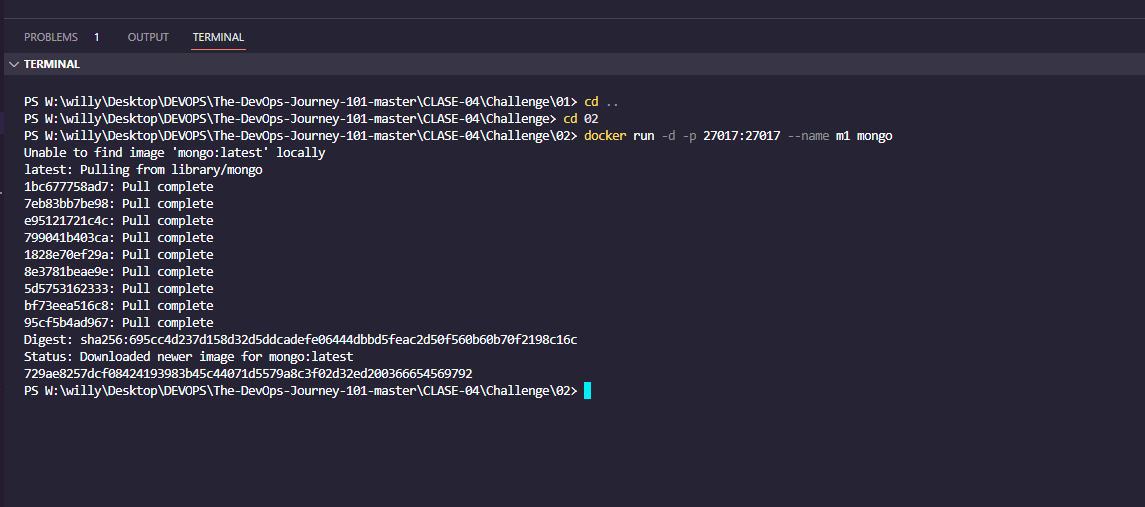 PROBLEMS 1 OUTPUT TERMINAL
TERMINAL
PS W:\willy\Desktop\DEVOPS\The-DevOps-Journey-101-master\CLASE-04\Challenge\01> cd ..
PS W:\willy\Desktop\DEVOPS\The-DevOps-Journey-101-master\CLASE-04\Challenge> cd 02
PS W:\willy\Desktop\DEVOPS\The-DevOps-Journey-101-master\CLASE-04\Challenge\02> docker run -d -p 27017:27017 --name m1 mongo
Unable to find image 'mongo:latest' locally
latest: Pulling from library/mongo
1bc677758ad7: Pull complete
7eb83bb7be98: Pull complete
e95121721c4c: Pull complete
799041b403ca: Pull complete
1828e70ef29a: Pull complete
8e3781beae9e: Pull complete
5d5753162333: Pull complete
bf73eea516c8: Pull complete
95cf5b4ad967: Pull complete
Digest: sha256:695cc4d237d158d32d5ddcadefe06444dbbd5feac2d50f560b60b70f2198c16c
Status: Downloaded newer image for mongo:latest
729ae8257dcf08424193983b45c44071d5579a8c3f02d32ed200366654569792
PS W:\willy\Desktop\DEVOPS\The-DevOps-Journey-101-master\CLASE-04\Challenge\02>